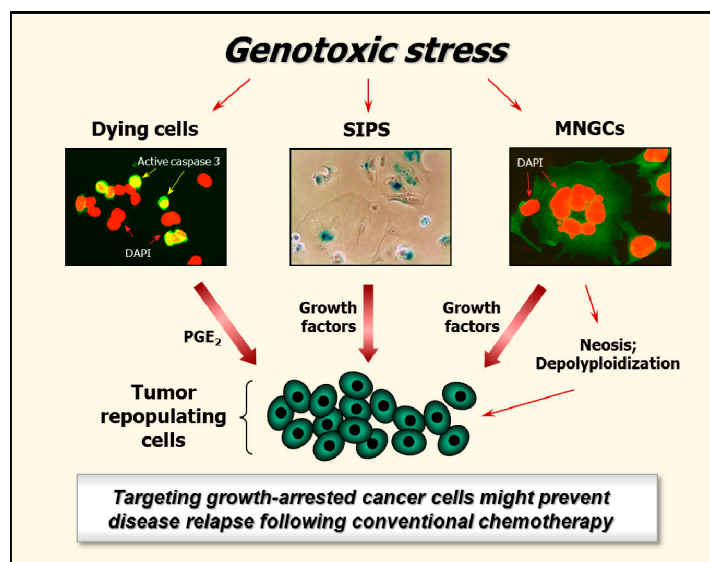 Genotoxic stress
Dying cells
SIPS
MNGCs
Active caspase 3
DAPI
DAPI
PGE₂
Growth
factors
Growth
factors
Neosis;
Depolyploidization
Tumor
repopulating
cells
Targeting growth-arrested cancer cells might prevent
disease relapse following conventional chemotherapy